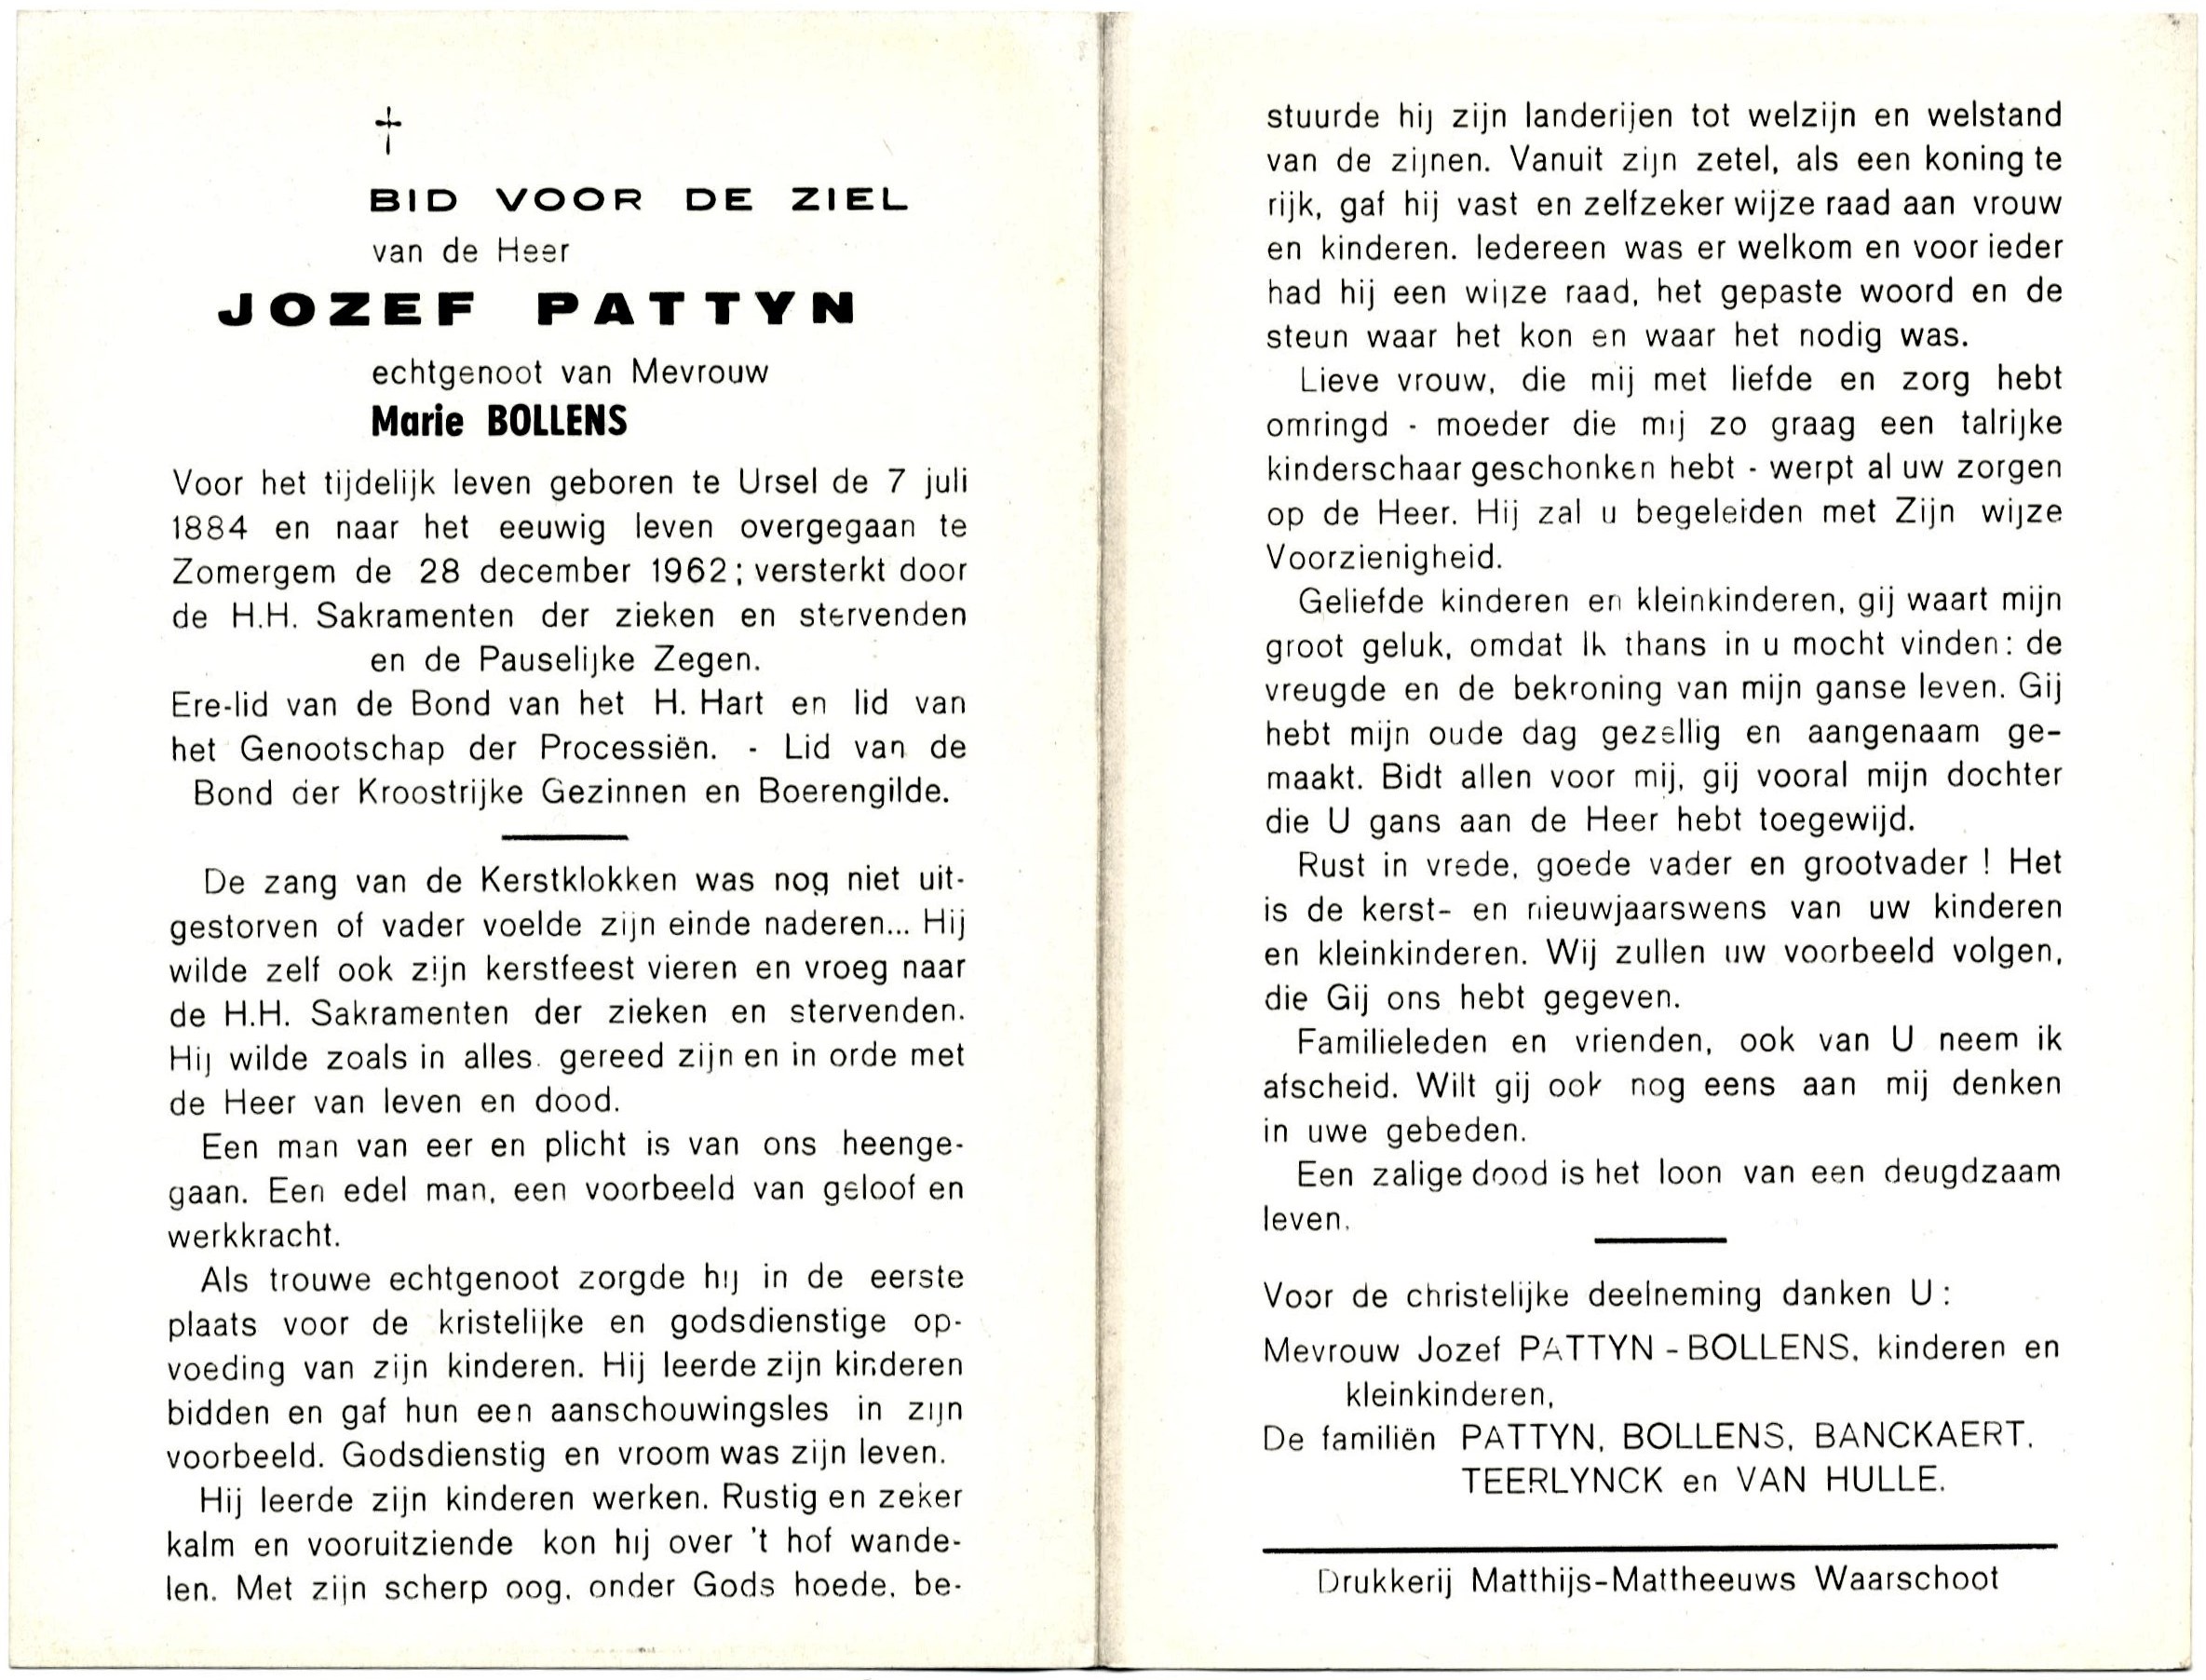 BID VOOR DE ZIEL
van de Heer
JOZEF PATTYN
echtgenoot van Mevrouw
Marie BOLLENS
Voor het tijdelijk leven geboren te Ursel de 7 juli
1884 en naar het eeuwig leven overgegaan te
Zomergem de 28 december 1962; versterkt door
de H.H. Sakramenten der zieken en stervenden
en de Pauselijke Zegen.
Ere-lid van de Bond van het H. Hart en lid van
het Genootschap der Processiën. - Lid van de
Bond der Kroostrijke Gezinnen en Boerengilde.
De zang van de Kerstklokken was nog niet uit-
gestorven of vader voelde zijn einde naderen... Hij
wilde zelf ook zijn kerstfeest vieren en vroeg naar
de H.H. Sakramenten der zieken en stervenden.
Hij wilde zoals in alles. gereed zijn en in orde met
de Heer van leven en dood.
Een man van eer en plicht is van ons heenge-
gaan. Een edel man, een voorbeeld van geloof en
werkkracht.
Als trouwe echtgenoot zorgde hij in de eerste
plaats voor de kristelijke en godsdienstige op-
voeding van zijn kinderen. Hij leerde zijn kinderen
bidden en gaf hun een aanschouwingsles in zijn
voorbeeld. Godsdienstig en vroom was zijn leven.
Hij leerde zijn kinderen werken. Rustig en zeker
kalm en vooruitziende kon hij over 't hof wande-
len. Met zijn scherp oog, onder Gods hoede, be-
stuurde hij zijn landerijen tot welzijn en welstand
van de zijnen. Vanuit zijn zetel, als een koning te
rijk, gaf hij vast en zelfzeker wijze raad aan vrouw
en kinderen. Iedereen was er welkom en voor ieder
had hij een wijze raad, het gepaste woord en de
steun waar het kon en waar het nodig was.
Lieve vrouw, die mij met liefde en zorg hebt
omringd - moeder die mij zo graag een talrijke
kinderschaar geschonken hebt - werpt al uw zorgen
op de Heer. Hij zal u begeleiden met Zijn wijze
Voorzienigheid.
Geliefde kinderen en kleinkinderen, gij waart mijn
groot geluk, omdat Ik thans in u mocht vinden: de
vreugde en de bekroning van mijn ganse leven. Gij
hebt mijn oude dag gezellig en aangenaam ge-
maakt. Bidt allen voor mij, gij vooral mijn dochter
die U gans aan de Heer hebt toegewijd.
Rust in vrede, goede vader en grootvader ! Het
is de kerst- en nieuwjaarswens van uw kinderen
en kleinkinderen. Wij zullen uw voorbeeld volgen,
die Gij ons hebt gegeven.
Familieleden en vrienden, ook van U neem ik
afscheid. Wilt gij ook nog eens aan mij denken
in uwe gebeden.
Een zalige dood is het loon van een deugdzaam
leven.
Voor de christelijke deelneming danken U :
Mevrouw Jozef PATTYN - BOLLENS, kinderen en
kleinkinderen,
De familiën PATTYN, BOLLENS, BANCKAERT,
TEERLYNCK en VAN HULLE.
Drukkerij Matthijs-Mattheeuws Waarschoot